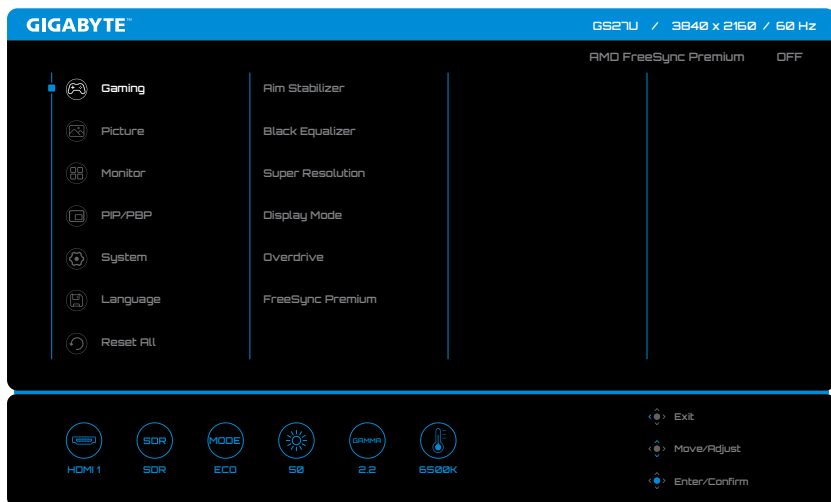 GIGABYTE™ GS27U / 3840 x 2160 / 60 Hz
AMD FreeSync Premium OFF
Gaming
Picture
Monitor
PIP/PBP
System
Language
Reset All
Aim Stabilizer
Black Equalizer
Super Resolution
Display Mode
Overdrive
FreeSync Premium
SDR MODE GAMMA
HDMI 1 SDR ECO 50 2.2 6500K
Exit
Move/Adjust
Enter/Confirm